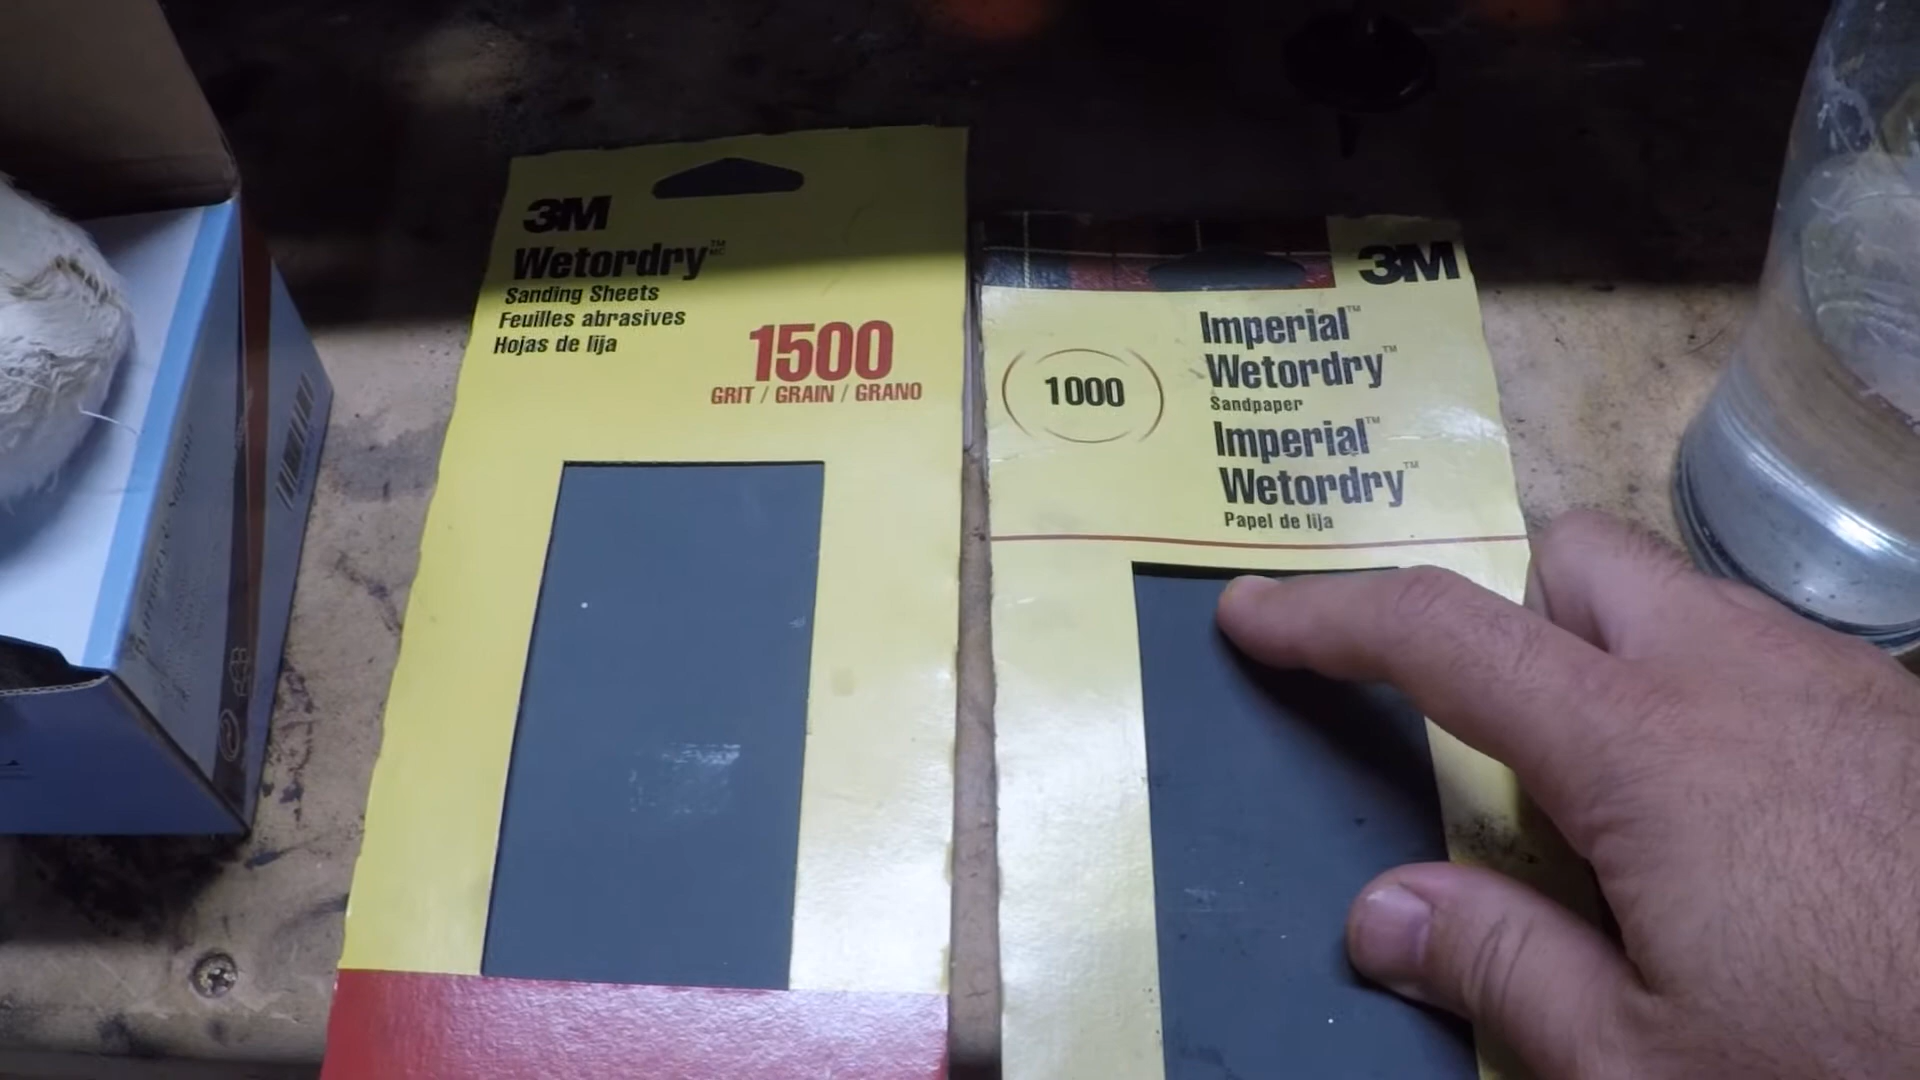 3M
Wetordry™ MC
Sanding Sheets
Feuilles abrasives
Hojas de lija
1500
GRIT / GRAIN / GRANO
3M
1000
Imperial™
Wetordry™
Sandpaper
Imperial™
Wetordry™
Papel de lija